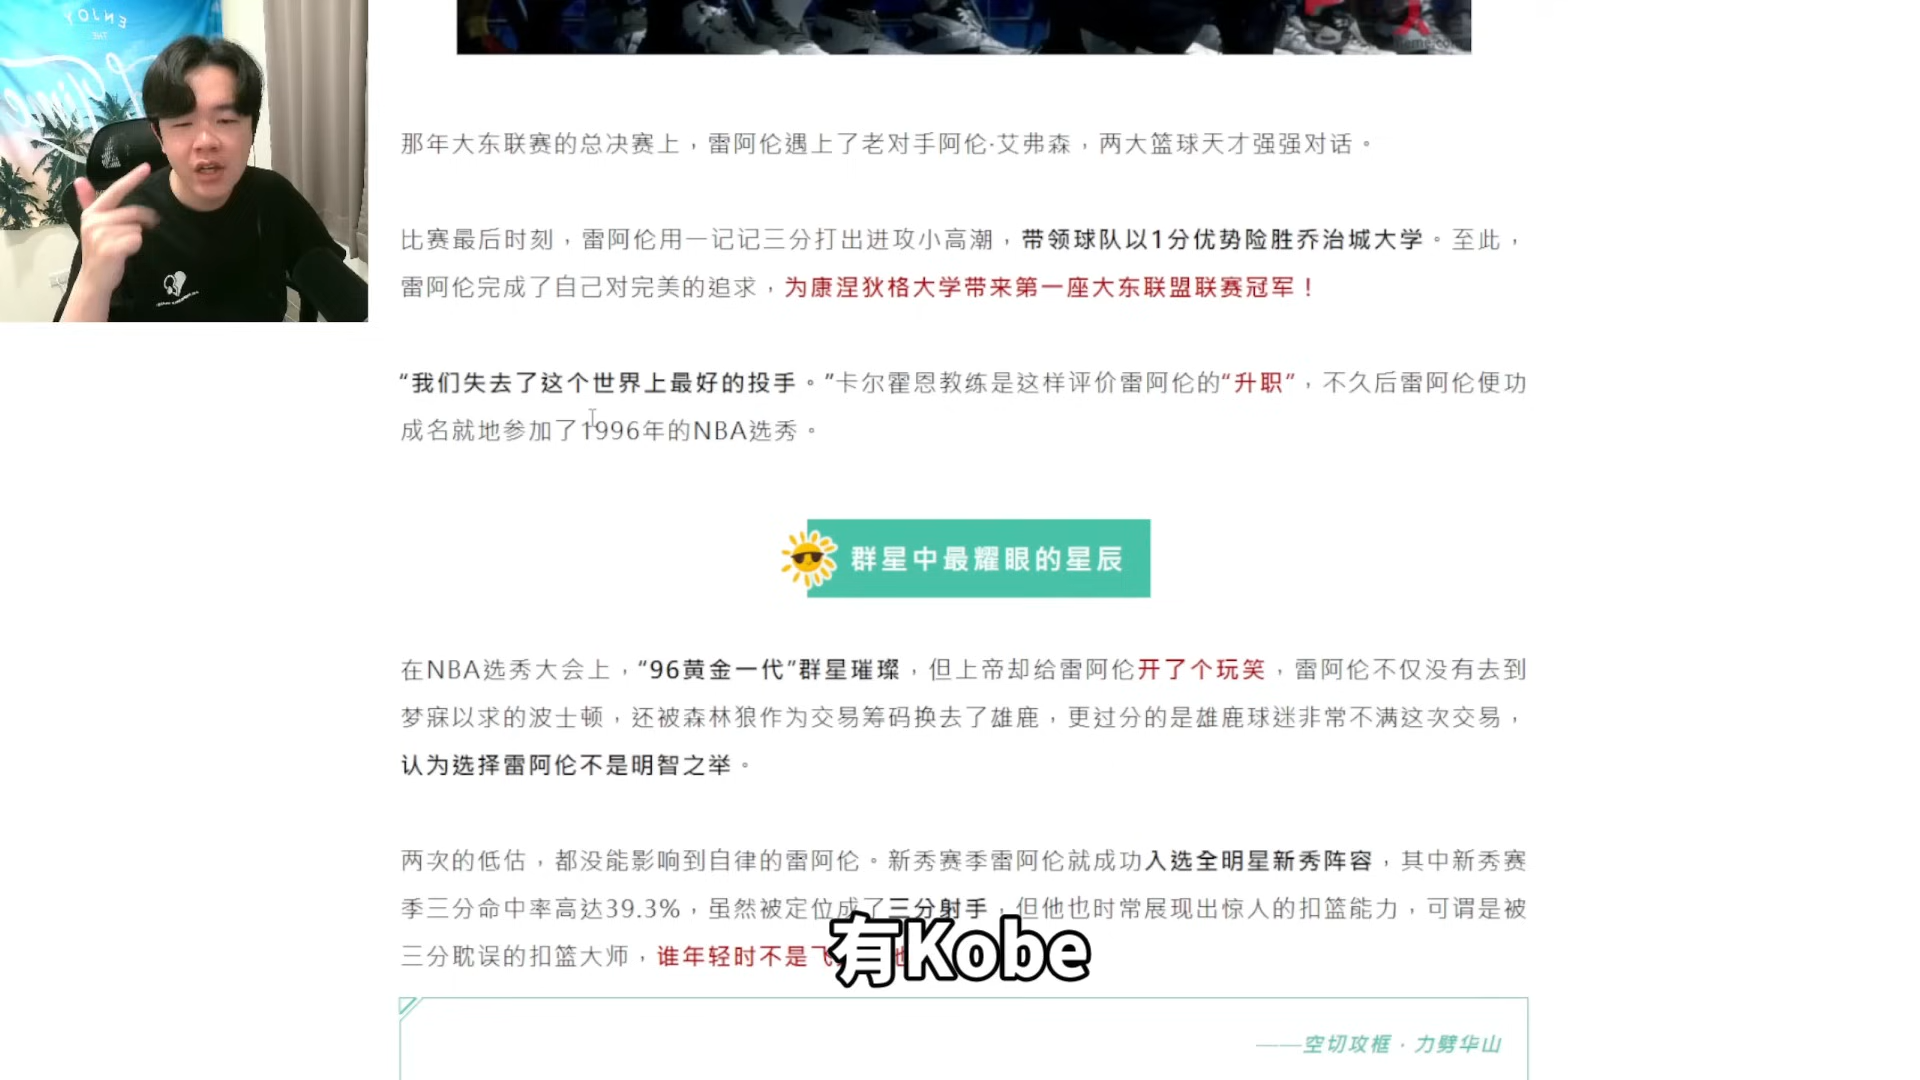 ENJOY
THE
Time
那年大东联赛的总决赛上，雷阿伦遇上了老对手阿伦·艾弗森，两大篮球天才强强对话。
比赛最后时刻，雷阿伦用一记记三分打出进攻小高潮，带领球队以1分优势险胜乔治城大学。至此，
雷阿伦完成了自己对完美的追求，为康涅狄格大学带来第一座大东联盟联赛冠军！
“我们失去了这个世界上最好的投手。”卡尔霍恩教练是这样评价雷阿伦的“升职”，不久后雷阿伦便功
成名就地参加了1996年的NBA选秀。
群星中最耀眼的星辰
在NBA选秀大会上，“96黄金一代”群星璀璨，但上帝却给雷阿伦开了个玩笑，雷阿伦不仅没有去到
梦寐以求的波士顿，还被森林狼作为交易筹码换去了雄鹿，更过分的是雄鹿球迷非常不满这次交易，
认为选择雷阿伦不是明智之举。
两次的低估，都没能影响到自律的雷阿伦。新秀赛季雷阿伦就成功入选全明星新秀阵容，其中新秀赛
季三分命中率高达39.3%，虽然被定位成了三分射手，但他也时常展现出惊人的扣篮能力，可谓是被
三分耽误的扣篮大师，谁年轻时不是飞
有Kobe
——空切攻框·力劈华山